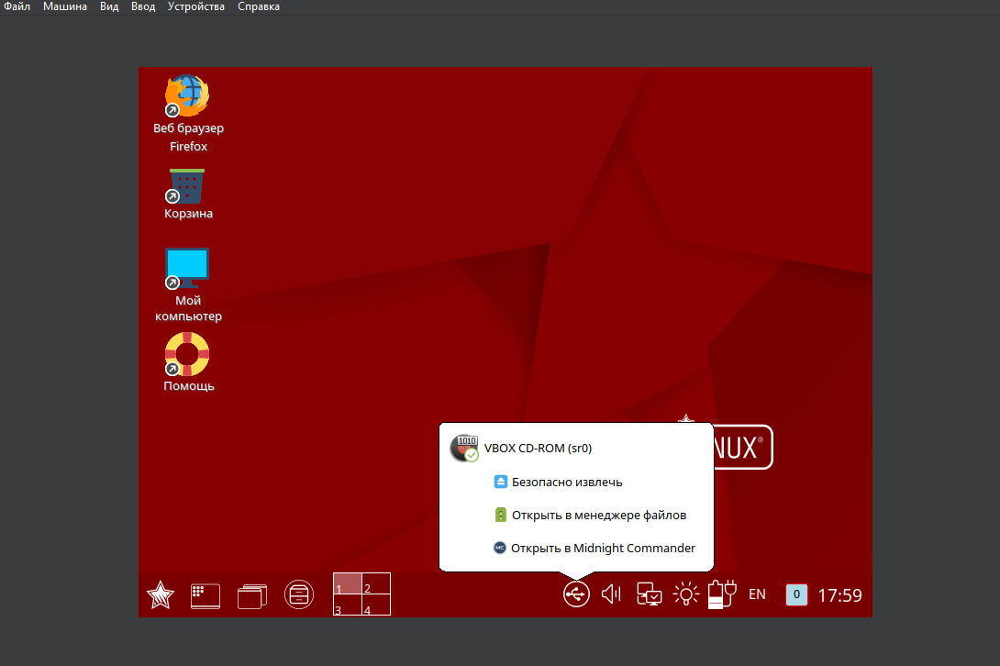 Файл Машина Вид Ввод Устройства Справка
Веб браузер
Firefox
Корзина
Мой
компьютер
Помощь
NUX®
1010
VBOX CD-ROM (sr0)
Безопасно извлечь
Открыть в менеджере файлов
MC Открыть в Midnight Commander
1 2
3 4
EN 0 17:59